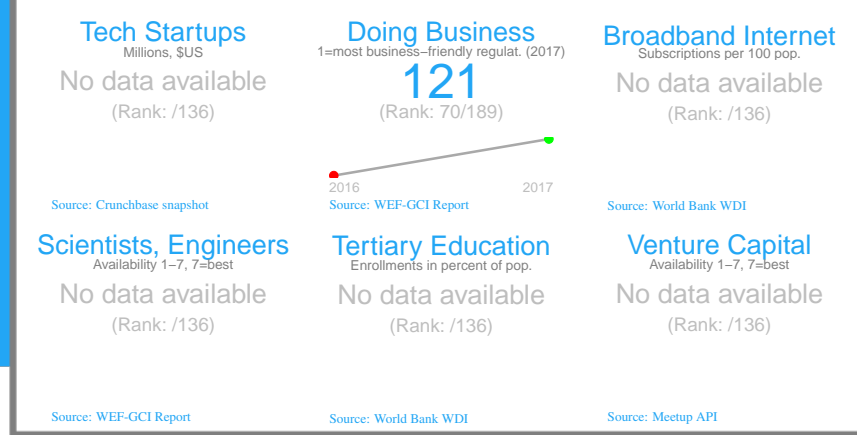 Tech Startups
Millions, $US
No data available
(Rank: /136)
Source: Crunchbase snapshot
Doing Business
1=most business−friendly regulat. (2017)
121
(Rank: 70/189)
2016 2017
Source: WEF-GCI Report
Broadband Internet
Subscriptions per 100 pop.
No data available
(Rank: /136)
Source: World Bank WDI
Scientists, Engineers
Availability 1−7, 7=best
No data available
(Rank: /136)
Source: WEF-GCI Report
Tertiary Education
Enrollments in percent of pop.
No data available
(Rank: /136)
Source: World Bank WDI
Venture Capital
Availability 1−7, 7=best
No data available
(Rank: /136)
Source: Meetup API